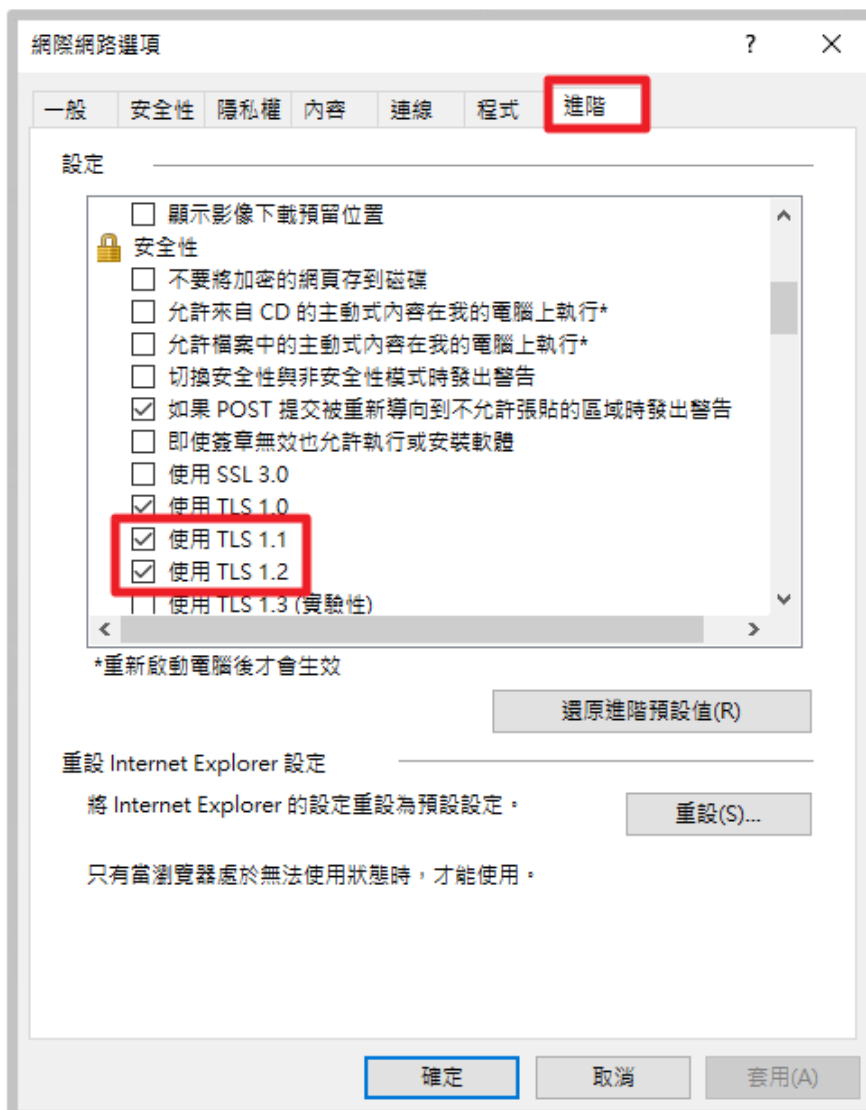 網際網路選項 ?
一般 安全性 隱私權 內容 連線 程式 進階
設定
顯示影像下載預留位置
安全性
不要將加密的網頁存到磁碟
允許來自 CD 的主動式內容在我的電腦上執行*
允許檔案中的主動式內容在我的電腦上執行*
切換安全性與非安全性模式時發出警告
如果 POST 提交被重新導向到不允許張貼的區域時發出警告
即使簽章無效也允許執行或安裝軟體
使用 SSL 3.0
使用 TLS 1.0
使用 TLS 1.1
使用 TLS 1.2
使用 TLS 1.3 (實驗性)
*重新啟動電腦後才會生效
還原進階預設值(R)
重設 Internet Explorer 設定
將 Internet Explorer 的設定重設為預設設定。
重設(S)...
只有當瀏覽器處於無法使用狀態時，才能使用。
確定 取消 套用(A)